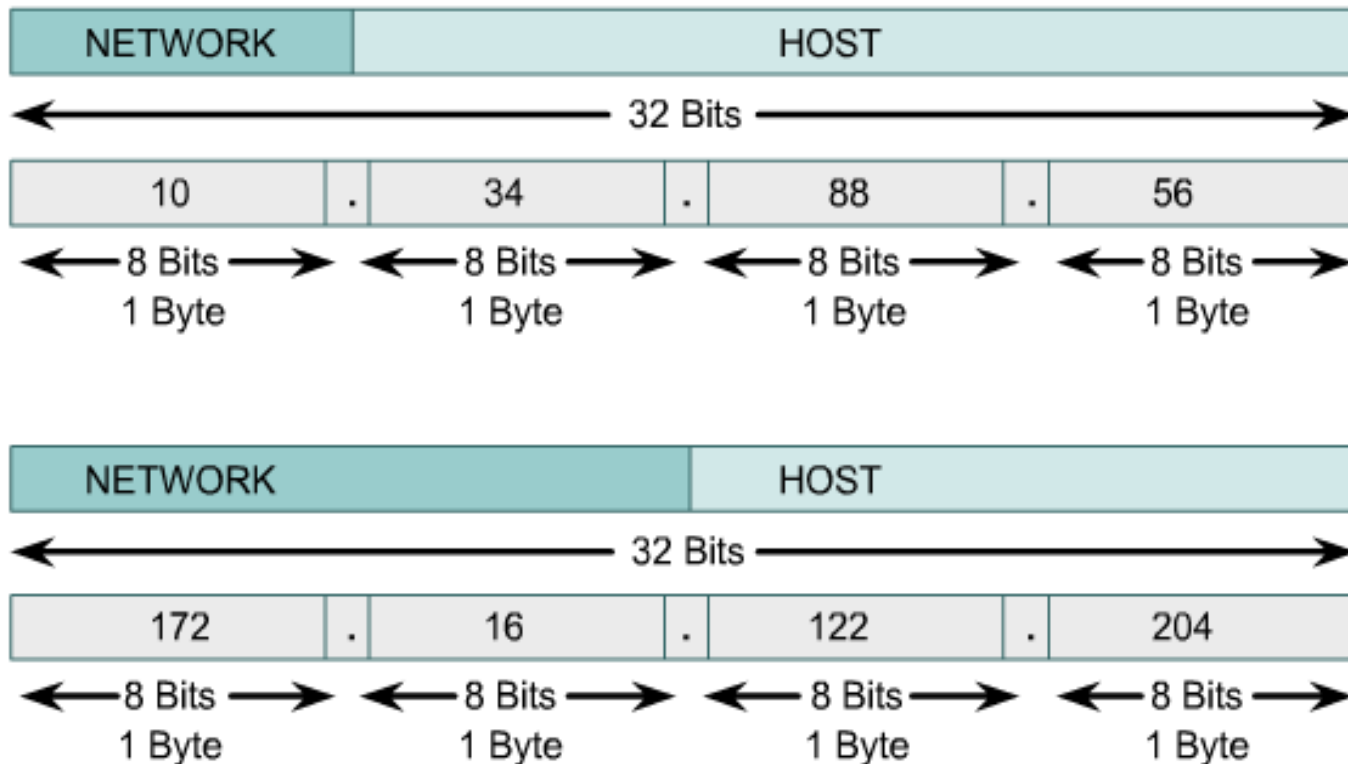 NETWORK HOST
32 Bits
10 . 34 . 88 . 56
8 Bits 8 Bits 8 Bits 8 Bits
1 Byte 1 Byte 1 Byte 1 Byte
NETWORK HOST
32 Bits
172 . 16 . 122 . 204
8 Bits 8 Bits 8 Bits 8 Bits
1 Byte 1 Byte 1 Byte 1 Byte